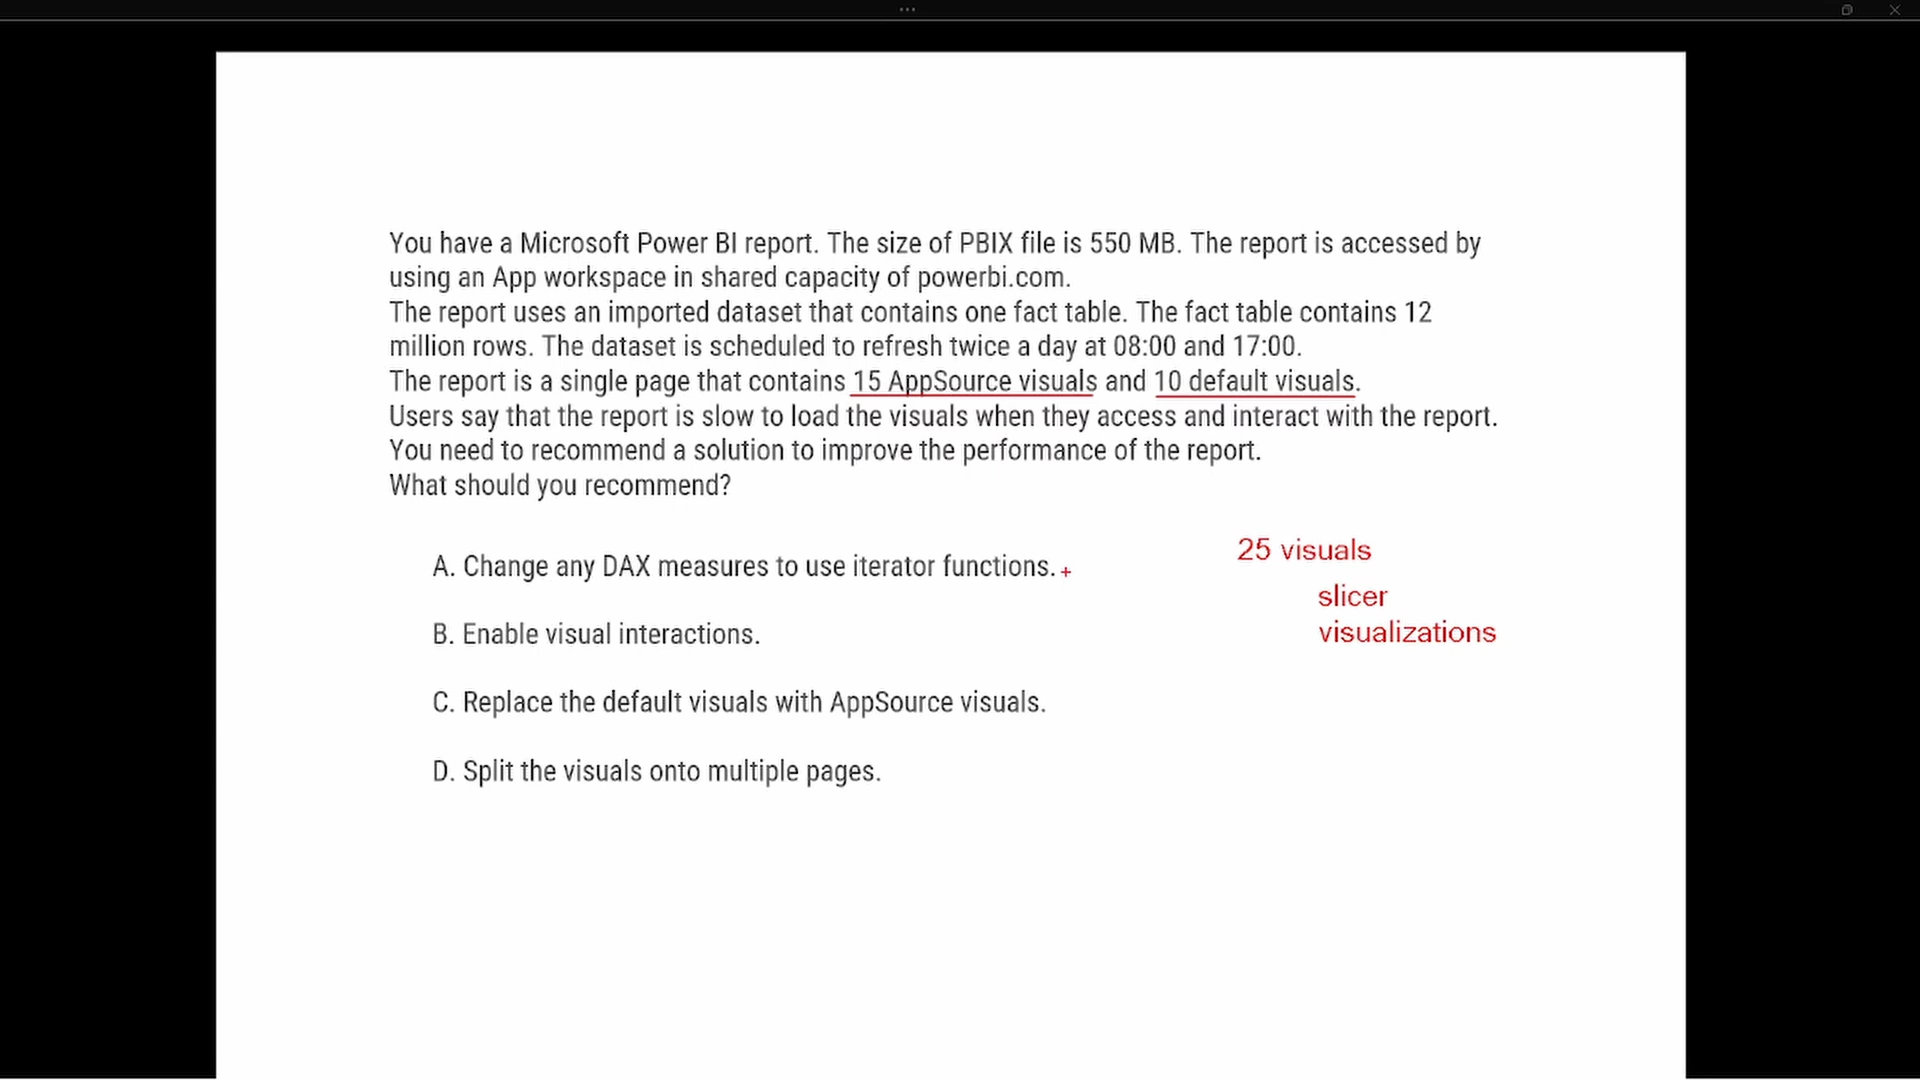 You have a Microsoft Power BI report. The size of PBIX file is 550 MB. The report is accessed by
using an App workspace in shared capacity of powerbi.com.
The report uses an imported dataset that contains one fact table. The fact table contains 12
million rows. The dataset is scheduled to refresh twice a day at 08:00 and 17:00.
The report is a single page that contains 15 AppSource visuals and 10 default visuals.
Users say that the report is slow to load the visuals when they access and interact with the report.
You need to recommend a solution to improve the performance of the report.
What should you recommend?
A. Change any DAX measures to use iterator functions.
B. Enable visual interactions.
C. Replace the default visuals with AppSource visuals.
D. Split the visuals onto multiple pages.
25 visuals
slicer
visualizations